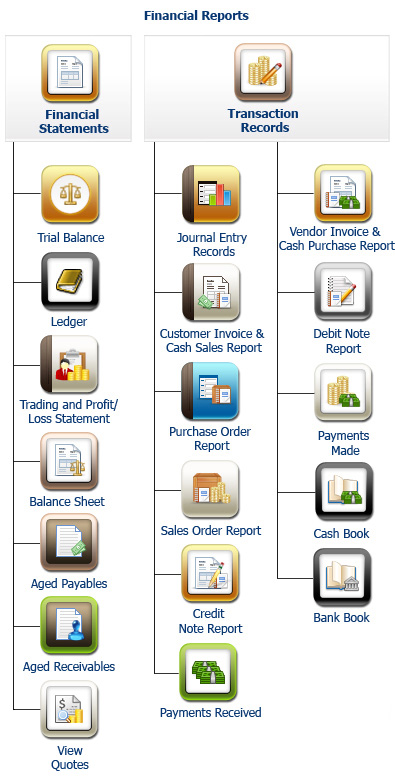 Financial Reports
Financial
Statements
Transaction
Records
Trial Balance
Ledger
Trading and Profit/
Loss Statement
Balance Sheet
Aged Payables
Aged Receivables
View
Quotes
Journal Entry
Records
Customer Invoice &
Cash Sales Report
Purchase Order
Report
Sales Order Report
Credit
Note Report
Payments Received
Vendor Invoice &
Cash Purchase Report
Debit Note
Report
Payments
Made
Cash Book
Bank Book